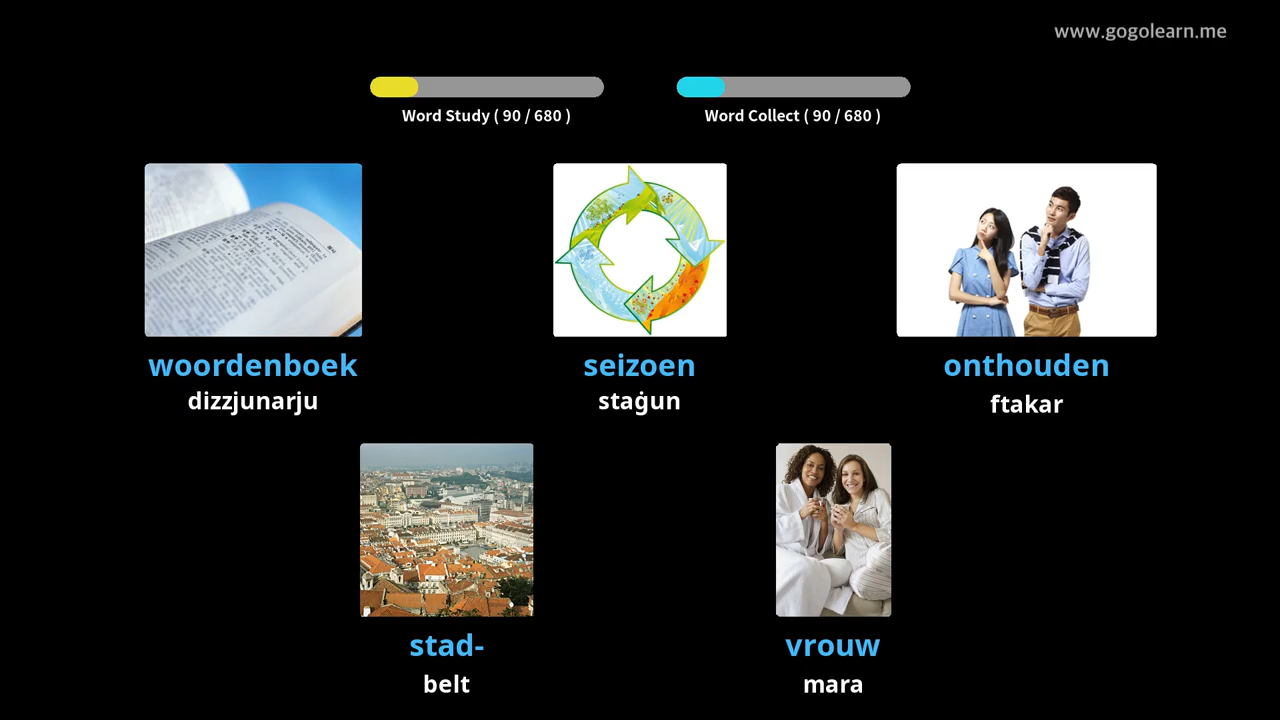 www.gogolearn.me
Word Study ( 90 / 680 )
Word Collect ( 90 / 680 )
woordenboek
dizzjunarju
seizoen
staġun
onthouden
ftakar
stad-
belt
vrouw
mara